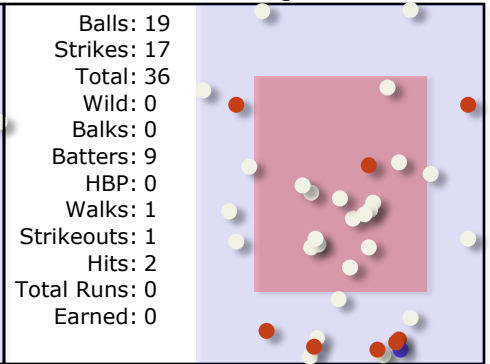 Balls: 19
Strikes: 17
Total: 36
Wild: 0
Balks: 0
Batters: 9
HBP: 0
Walks: 1
Strikeouts: 1
Hits: 2
Total Runs: 0
Earned: 0